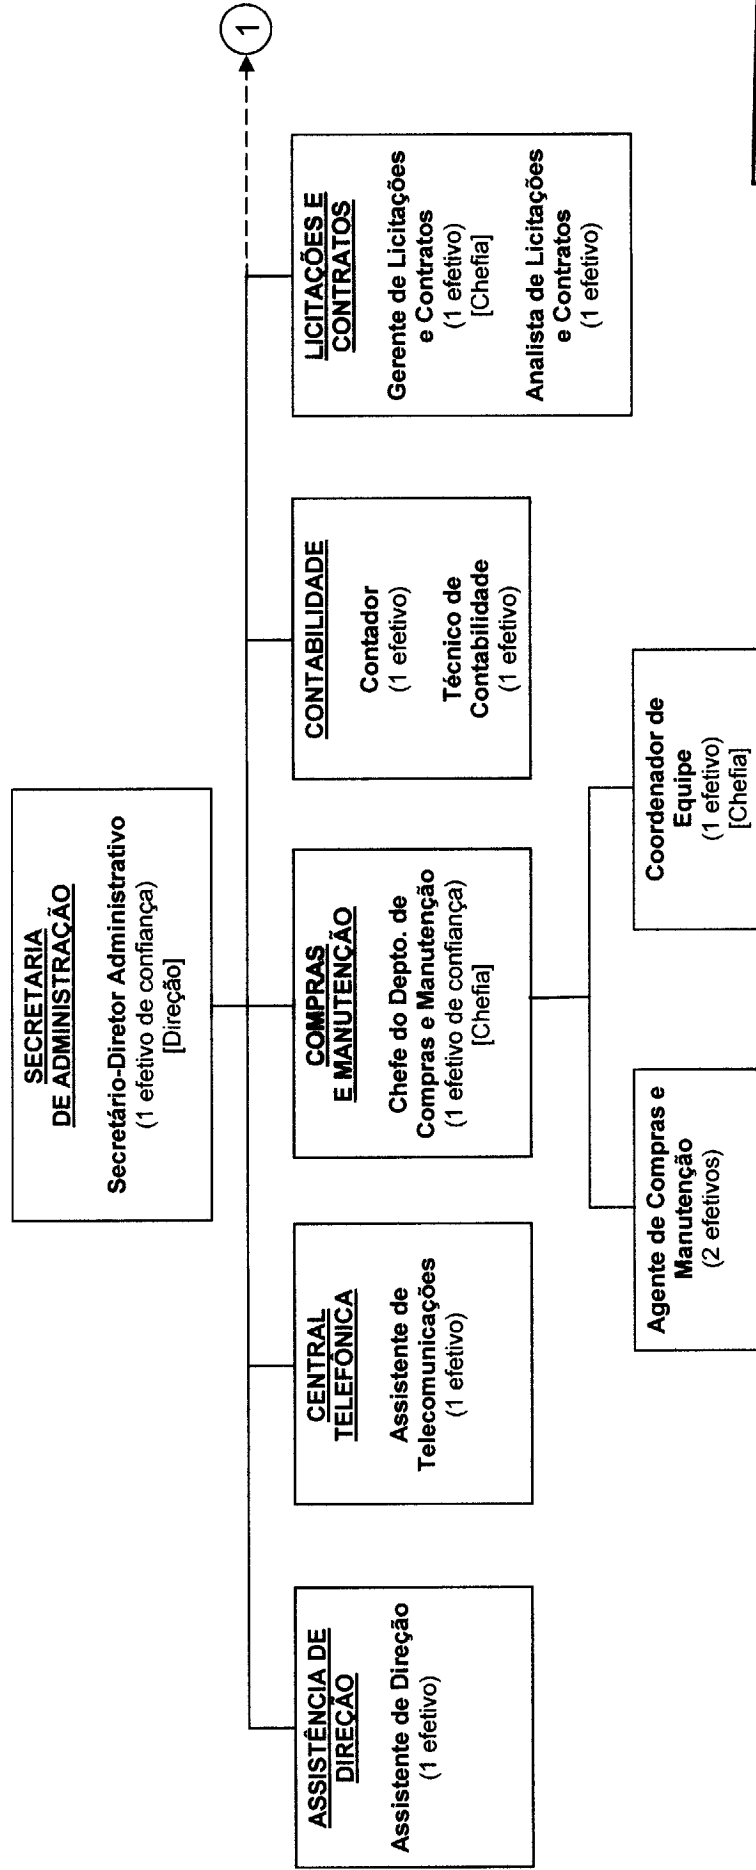 SECRETARIA
DE ADMINISTRAÇÃO
Secretário-Diretor Administrativo
(1 efetivo de confiança)
[Direção]
1
ASSISTÊNCIA DE
DIREÇÃO
Assistente de Direção
(1 efetivo)
CENTRAL
TELEFÔNICA
Assistente de
Telecomunicações
(1 efetivo)
COMPRAS
E MANUTENÇÃO
Chefe do Depto. de
Compras e Manutenção
(1 efetivo de confiança)
[Chefia]
CONTABILIDADE
Contador
(1 efetivo)
Técnico de
Contabilidade
(1 efetivo)
LICITAÇÕES E
CONTRATOS
Gerente de Licitações
e Contratos
(1 efetivo)
[Chefia]
Analista de Licitações
e Contratos
(1 efetivo)
Agente de Compras e
Manutenção
(2 efetivos)
Coordenador de
Equipe
(1 efetivo)
[Chefia]